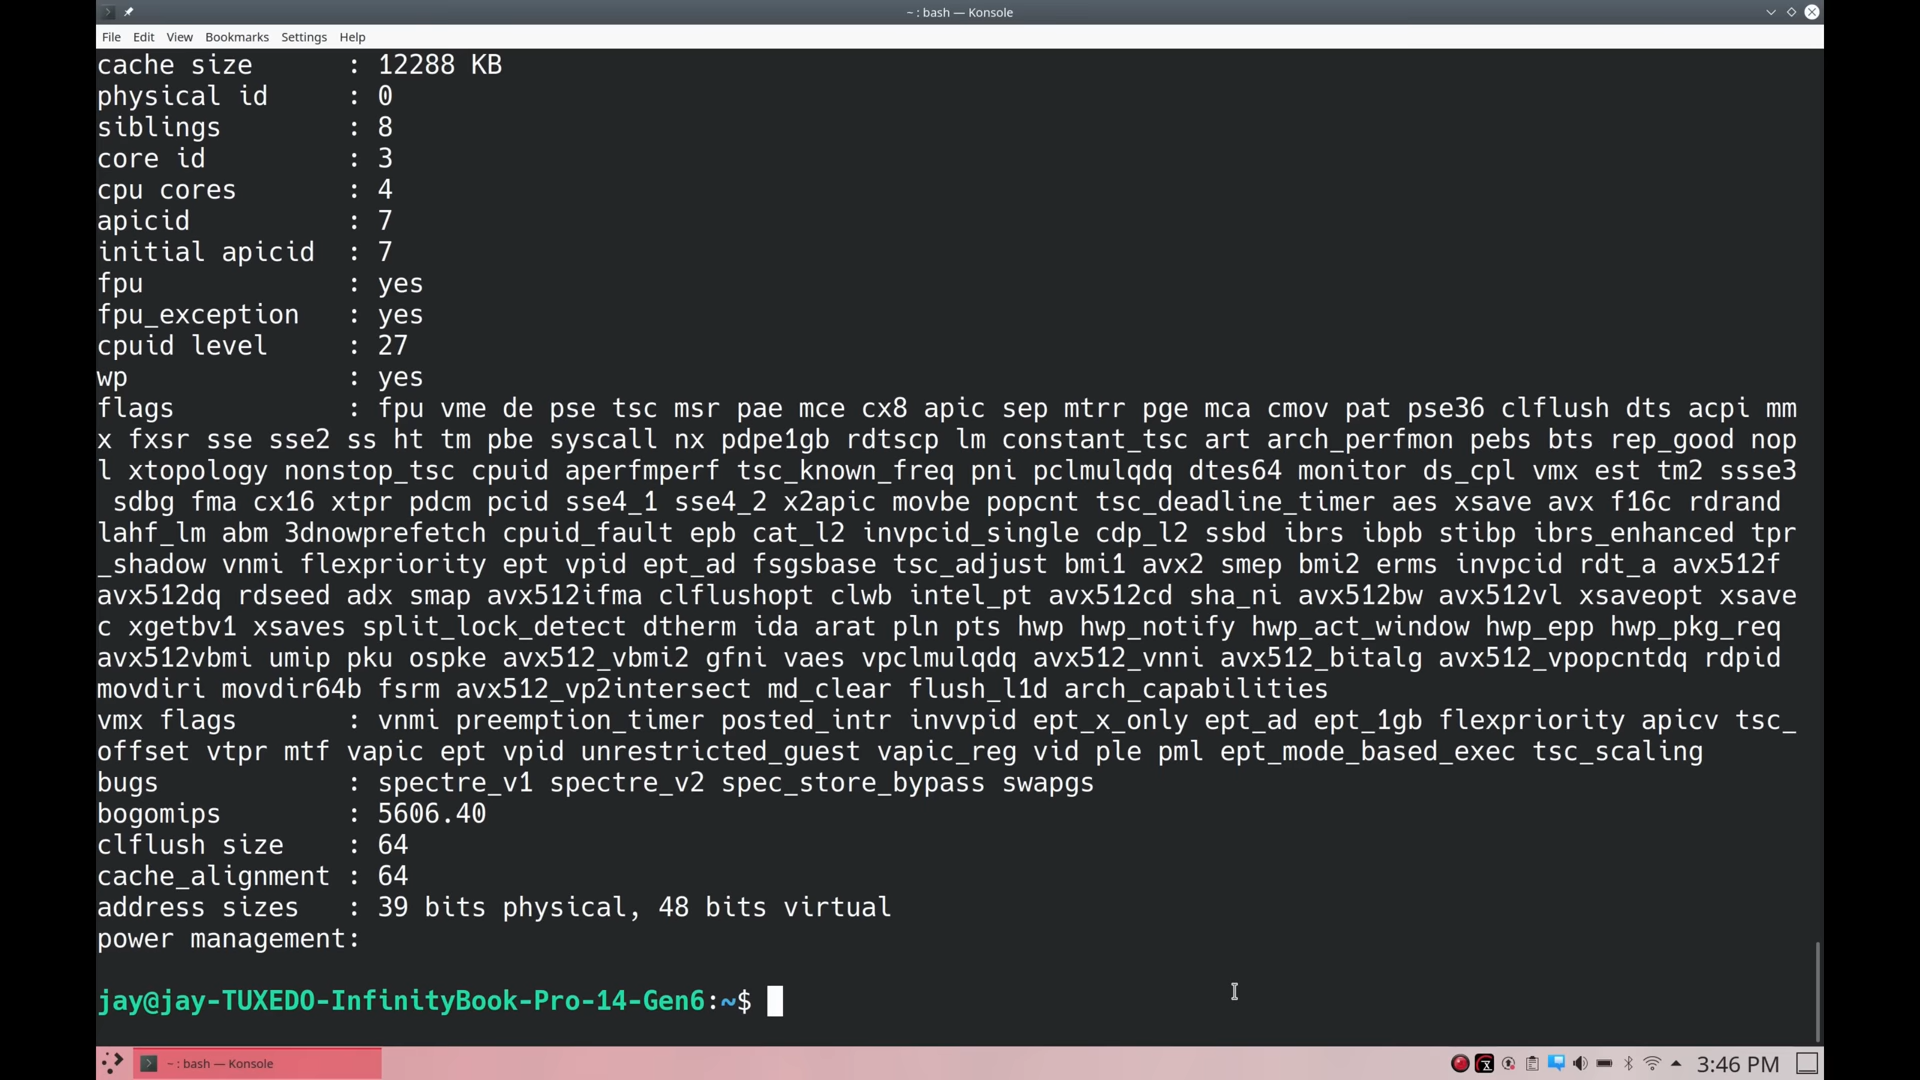 ~ : bash — Konsole
File Edit View Bookmarks Settings Help
cache size : 12288 KB
physical id : 0
siblings : 8
core id : 3
cpu cores : 4
apicid : 7
initial apicid : 7
fpu : yes
fpu_exception : yes
cpuid level : 27
wp : yes
flags : fpu vme de pse tsc msr pae mce cx8 apic sep mtrr pge mca cmov pat pse36 clflush dts acpi mm
x fxsr sse sse2 ss ht tm pbe syscall nx pdpe1gb rdtscp lm constant_tsc art arch_perfmon pebs bts rep_good nop
l xtopology nonstop_tsc cpuid aperfmperf tsc_known_freq pni pclmulqdq dtes64 monitor ds_cpl vmx est tm2 ssse3
sdbg fma cx16 xtpr pdcm pcid sse4_1 sse4_2 x2apic movbe popcnt tsc_deadline_timer aes xsave avx f16c rdrand
lahf_lm abm 3dnowprefetch cpuid_fault epb cat_l2 invpcid_single cdp_l2 ssbd ibrs ibpb stibp ibrs_enhanced tpr
_shadow vnmi flexpriority ept vpid ept_ad fsgsbase tsc_adjust bmi1 avx2 smep bmi2 erms invpcid rdt_a avx512f
avx512dq rdseed adx smap avx512ifma clflushopt clwb intel_pt avx512cd sha_ni avx512bw avx512vl xsaveopt xsave
c xgetbv1 xsaves split_lock_detect dtherm ida arat pln pts hwp hwp_notify hwp_act_window hwp_epp hwp_pkg_req
avx512vbmi umip pku ospke avx512_vbmi2 gfni vaes vpclmulqdq avx512_vnni avx512_bitalg avx512_vpopcntdq rdpid
movdiri movdir64b fsrm avx512_vp2intersect md_clear flush_l1d arch_capabilities
vmx flags : vnmi preemption_timer posted_intr invvpid ept_x_only ept_ad ept_1gb flexpriority apicv tsc_
offset vtpr mtf vapic ept vpid unrestricted_guest vapic_reg vid ple pml ept_mode_based_exec tsc_scaling
bugs : spectre_v1 spectre_v2 spec_store_bypass swapgs
bogomips : 5606.40
clflush size : 64
cache_alignment : 64
address sizes : 39 bits physical, 48 bits virtual
power management:
jay@jay-TUXEDO-InfinityBook-Pro-14-Gen6:~$
~ : bash — Konsole
3:46 PM